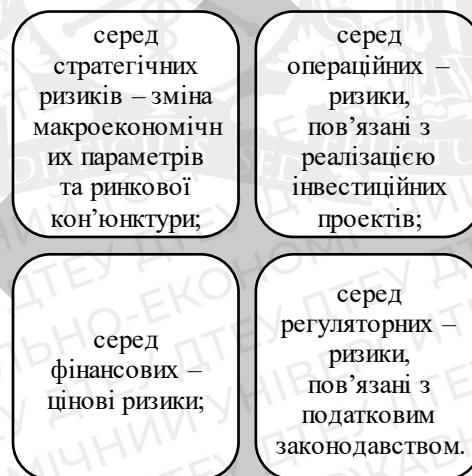 серед
стратегічних
ризиків – зміна
макроекономічн
их параметрів
та ринкової
кон’юнктури;
серед
операційних –
ризики,
пов’язані з
реалізацією
інвестиційних
проектів;
серед
фінансових –
цінові ризики;
серед
регуляторних –
ризики,
пов’язані з
податковим
законодавством.